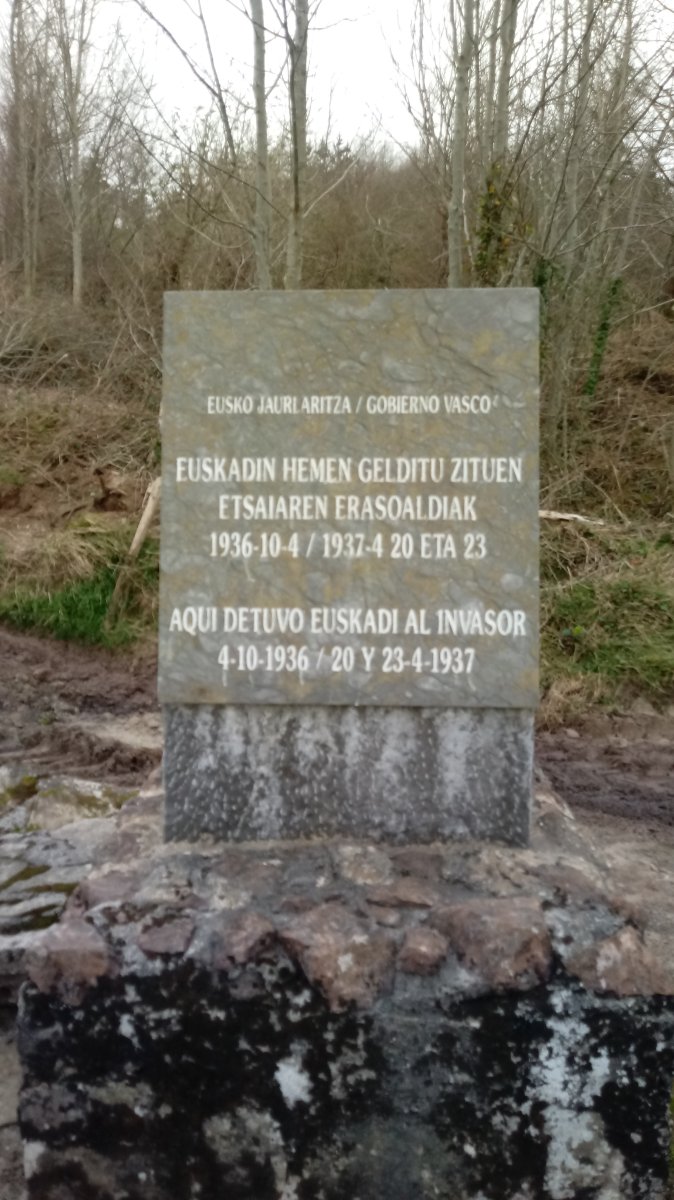 EUSKO JAURLARITZA / GOBIERNO VASCO
EUSKADIN HEMEN GELDITU ZITUEN
ETSAIAREN ERASOALDIAK
1936-10-4 / 1937-4 20 ETA 23
AQUI DETUVO EUSKADI AL INVASOR
4-10-1936 / 20 Y 23-4-1937